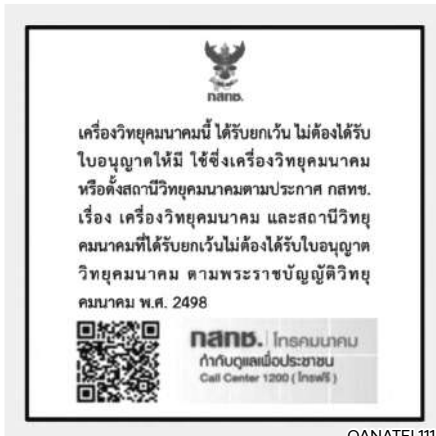 กสทช.
เครื่องวิทยุคมนาคมนี้ ได้รับยกเว้น ไม่ต้องได้รับ
ใบอนุญาตให้มี ใช้ซึ่งเครื่องวิทยุคมนาคม
หรือตั้งสถานีวิทยุคมนาคมตามประกาศ กสทช.
เรื่อง เครื่องวิทยุคมนาคม และสถานีวิทยุ
คมนาคมที่ได้รับยกเว้นไม่ต้องได้รับใบอนุญาต
วิทยุคมนาคม ตามพระราชบัญญัติวิทยุ
คมนาคม พ.ศ. 2498
กสทช. โทรคมนาคม
กำกับดูแลเพื่อประชาชน
Call Center 1200 (โทรฟรี)